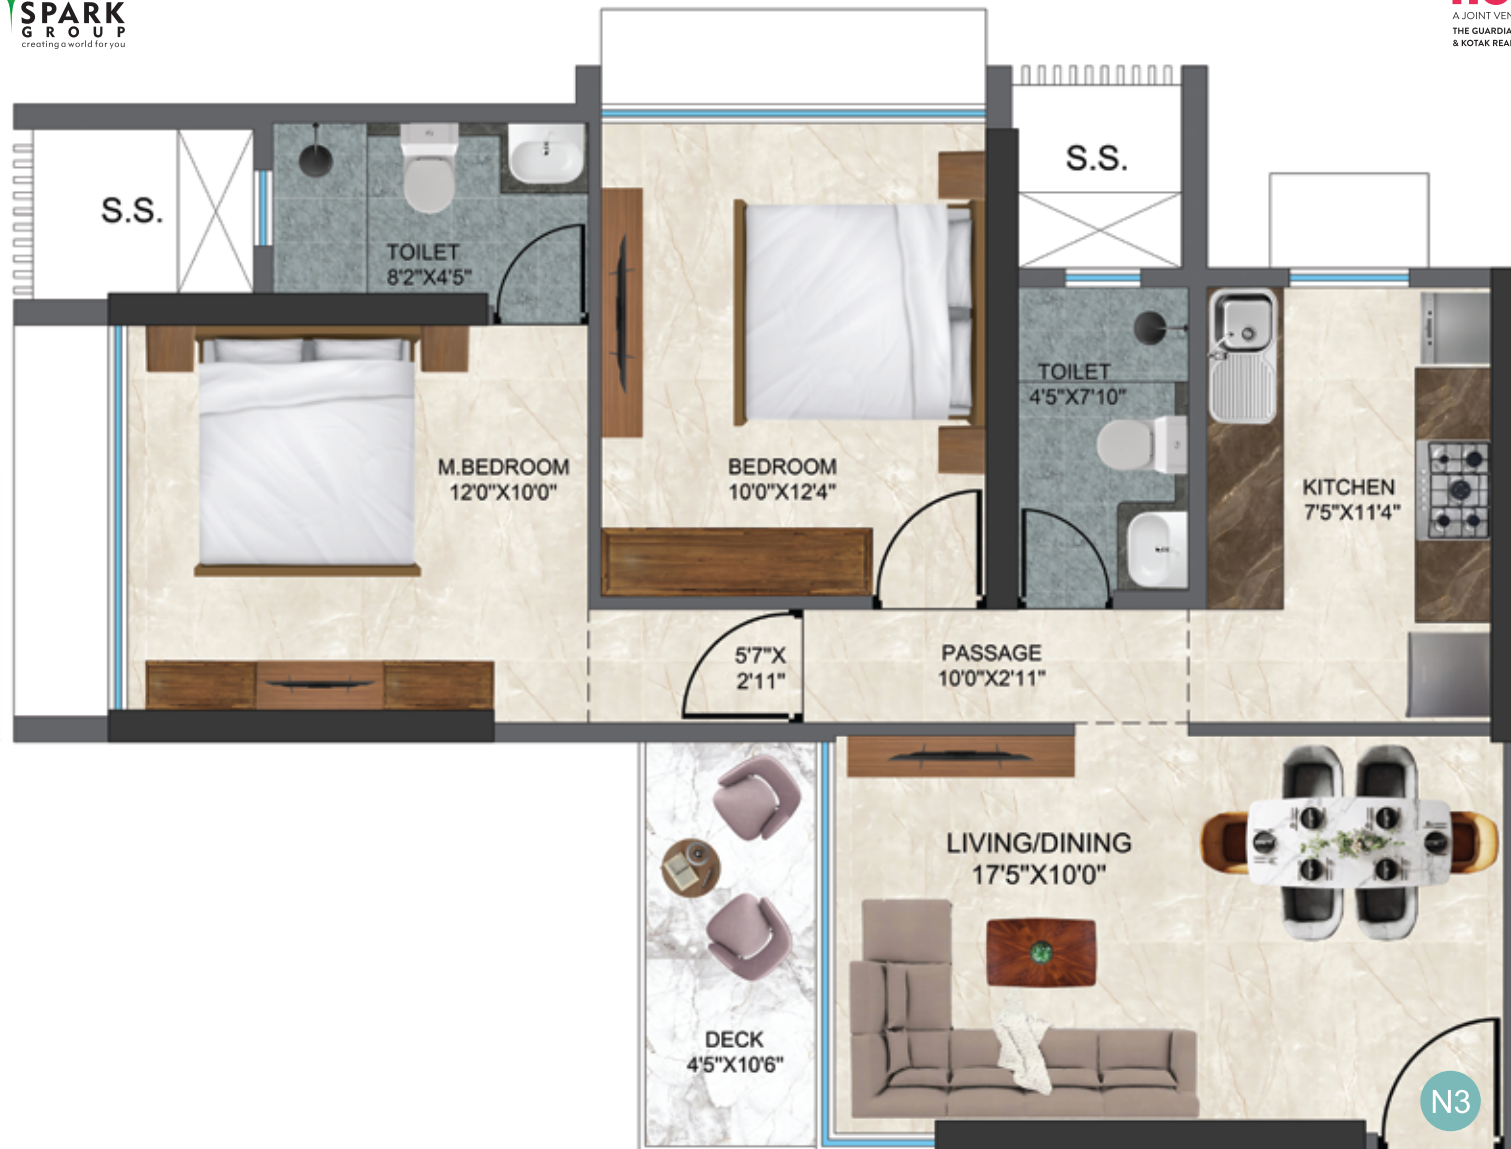 SPARK
GROUP
creating a world for you
A JOINT VEN
THE GUARDIA
& KOTAK REA
S.S.
S.S.
TOILET
8'2"X4'5"
TOILET
4'5"X7'10"
M.BEDROOM
12'0"X10'0"
BEDROOM
10'0"X12'4"
KITCHEN
7'5"X11'4"
5'7"X
2'11"
PASSAGE
10'0"X2'11"
LIVING/DINING
17'5"X10'0"
DECK
4'5"X10'6"
N3